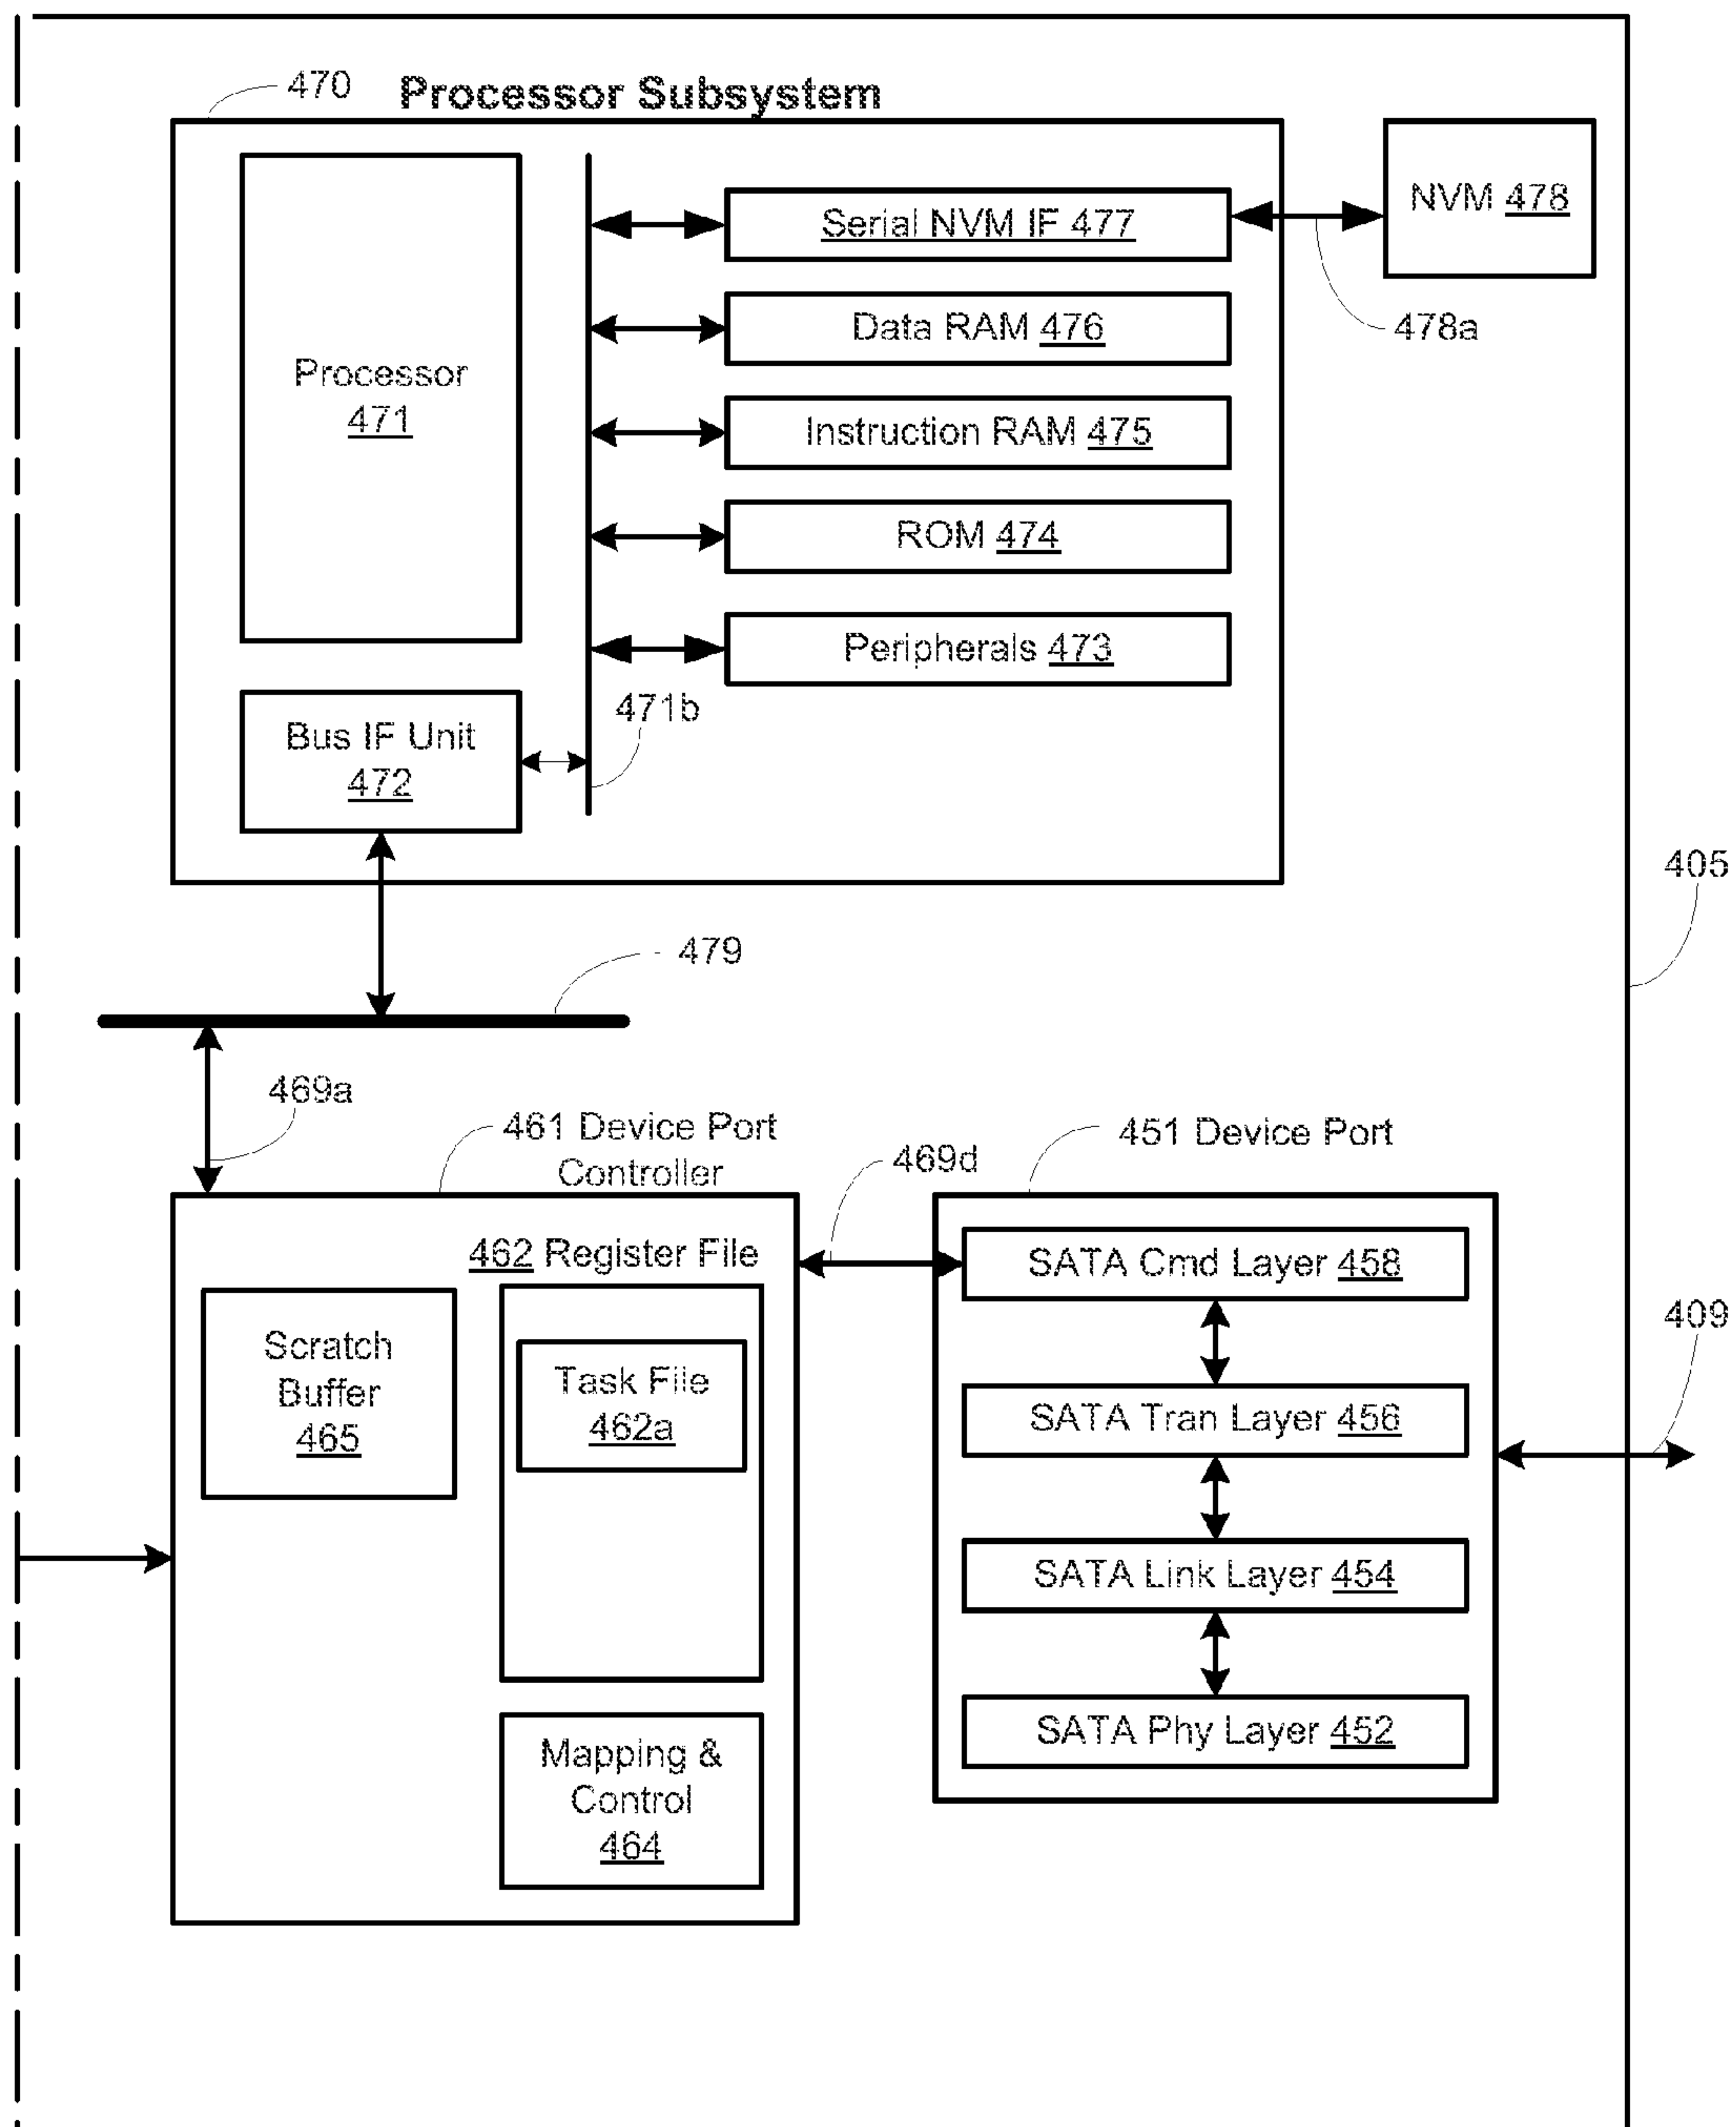 470
Processor Subsystem
Processor
471
Serial NVM IF 477
NVM 478
478a
Data RAM 476
Instruction RAM 475
ROM 474
Peripherals 473
471b
Bus IF Unit
472
405
479
469a
461 Device Port
Controller
469d
451 Device Port
462 Register File
Scratch
Buffer
465
Task File
462a
Mapping &
Control
464
SATA Cmd Layer 458
SATA Tran Layer 456
SATA Link Layer 454
SATA Phy Layer 452
409